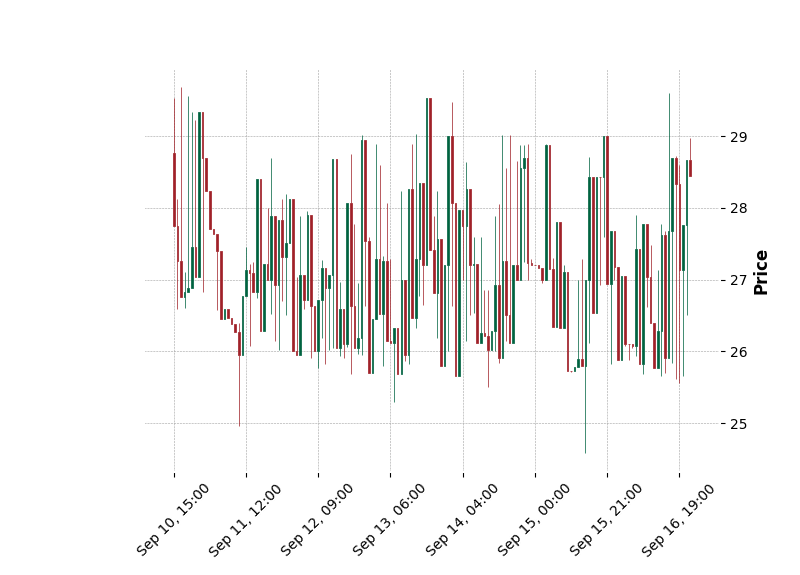 29
28
27
26
25
Price
Sep 10, 15:00
Sep 11, 12:00
Sep 12, 09:00
Sep 13, 06:00
Sep 14, 04:00
Sep 15, 00:00
Sep 15, 21:00
Sep 16, 19:00